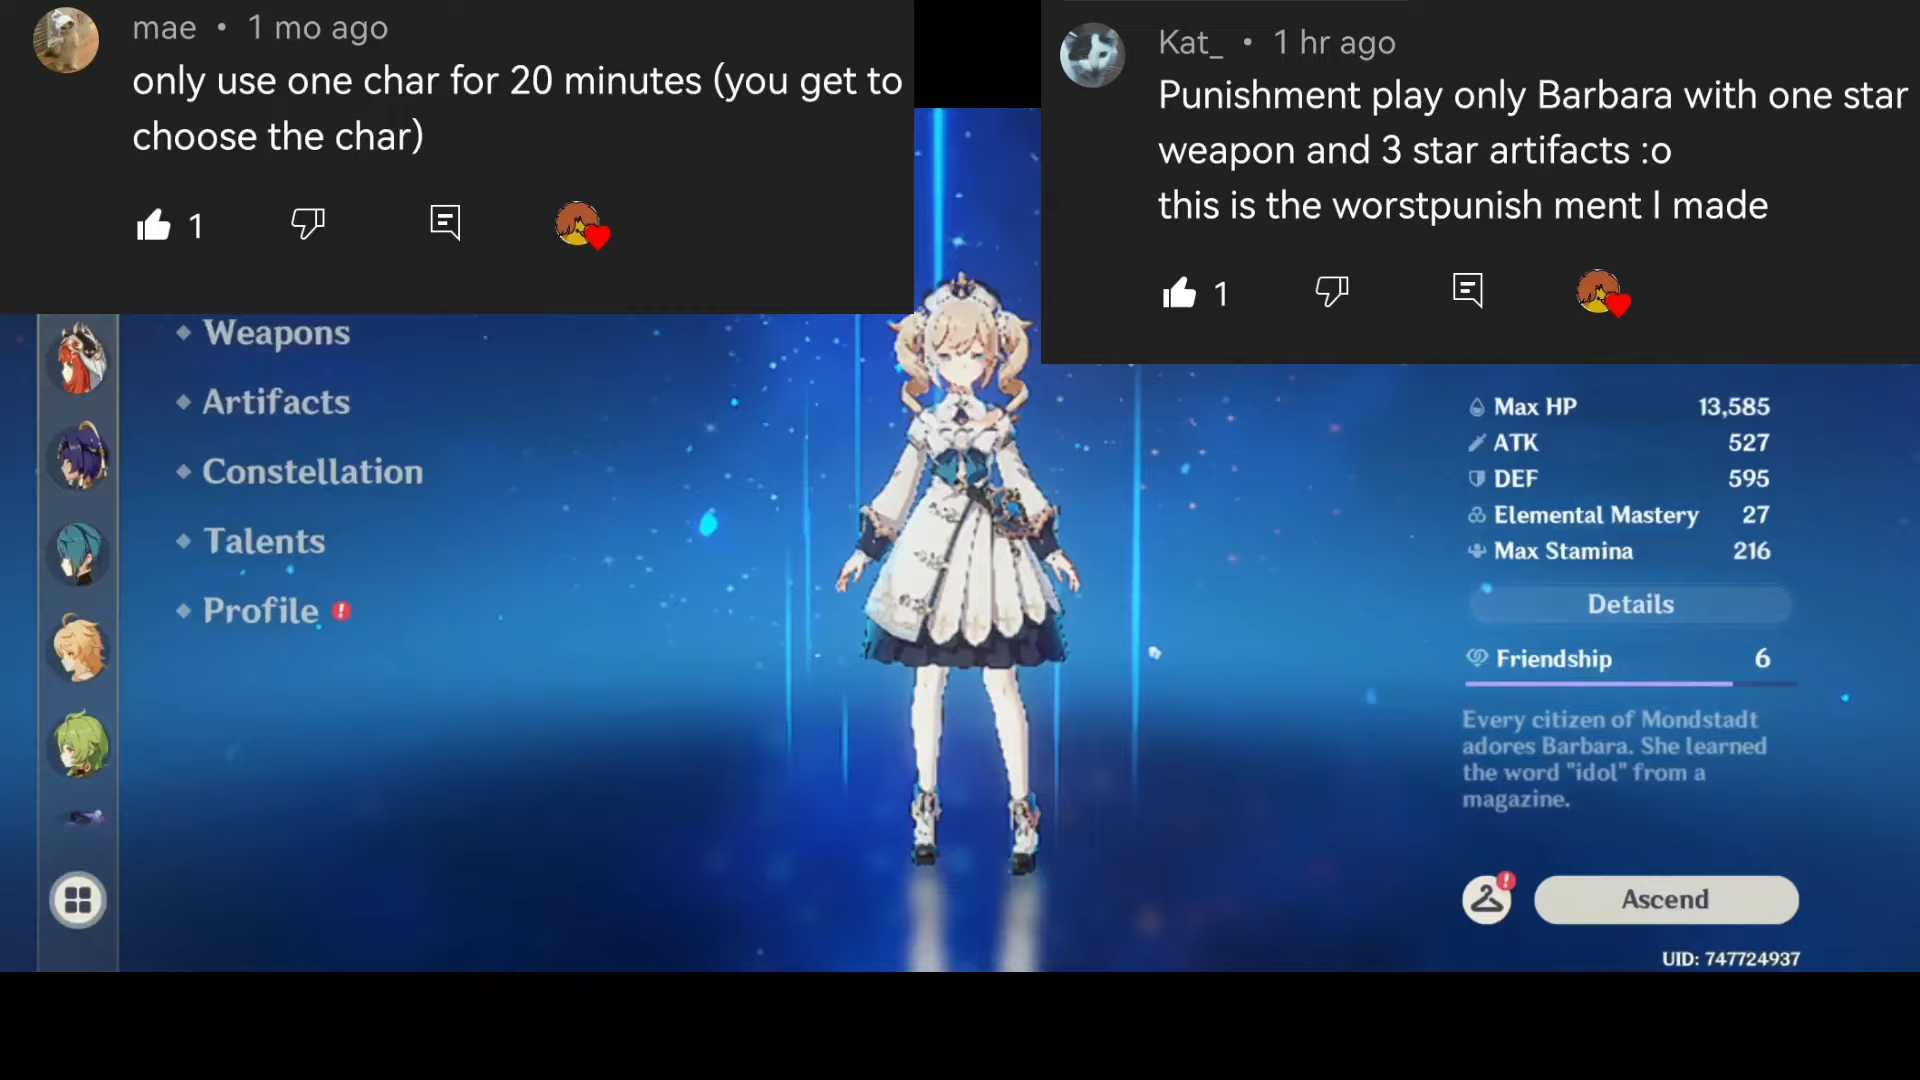 mae • 1 mo ago
only use one char for 20 minutes (you get to
choose the char)
1
Kat_ • 1 hr ago
Punishment play only Barbara with one star
weapon and 3 star artifacts :o
this is the worstpunish ment I made
1
Weapons
Artifacts
Constellation
Talents
Profile
Max HP 13,585
ATK 527
DEF 595
Elemental Mastery 27
Max Stamina 216
Details
Friendship 6
Every citizen of Mondstadt
adores Barbara. She learned
the word "idol" from a
magazine.
Ascend
UID: 747724937